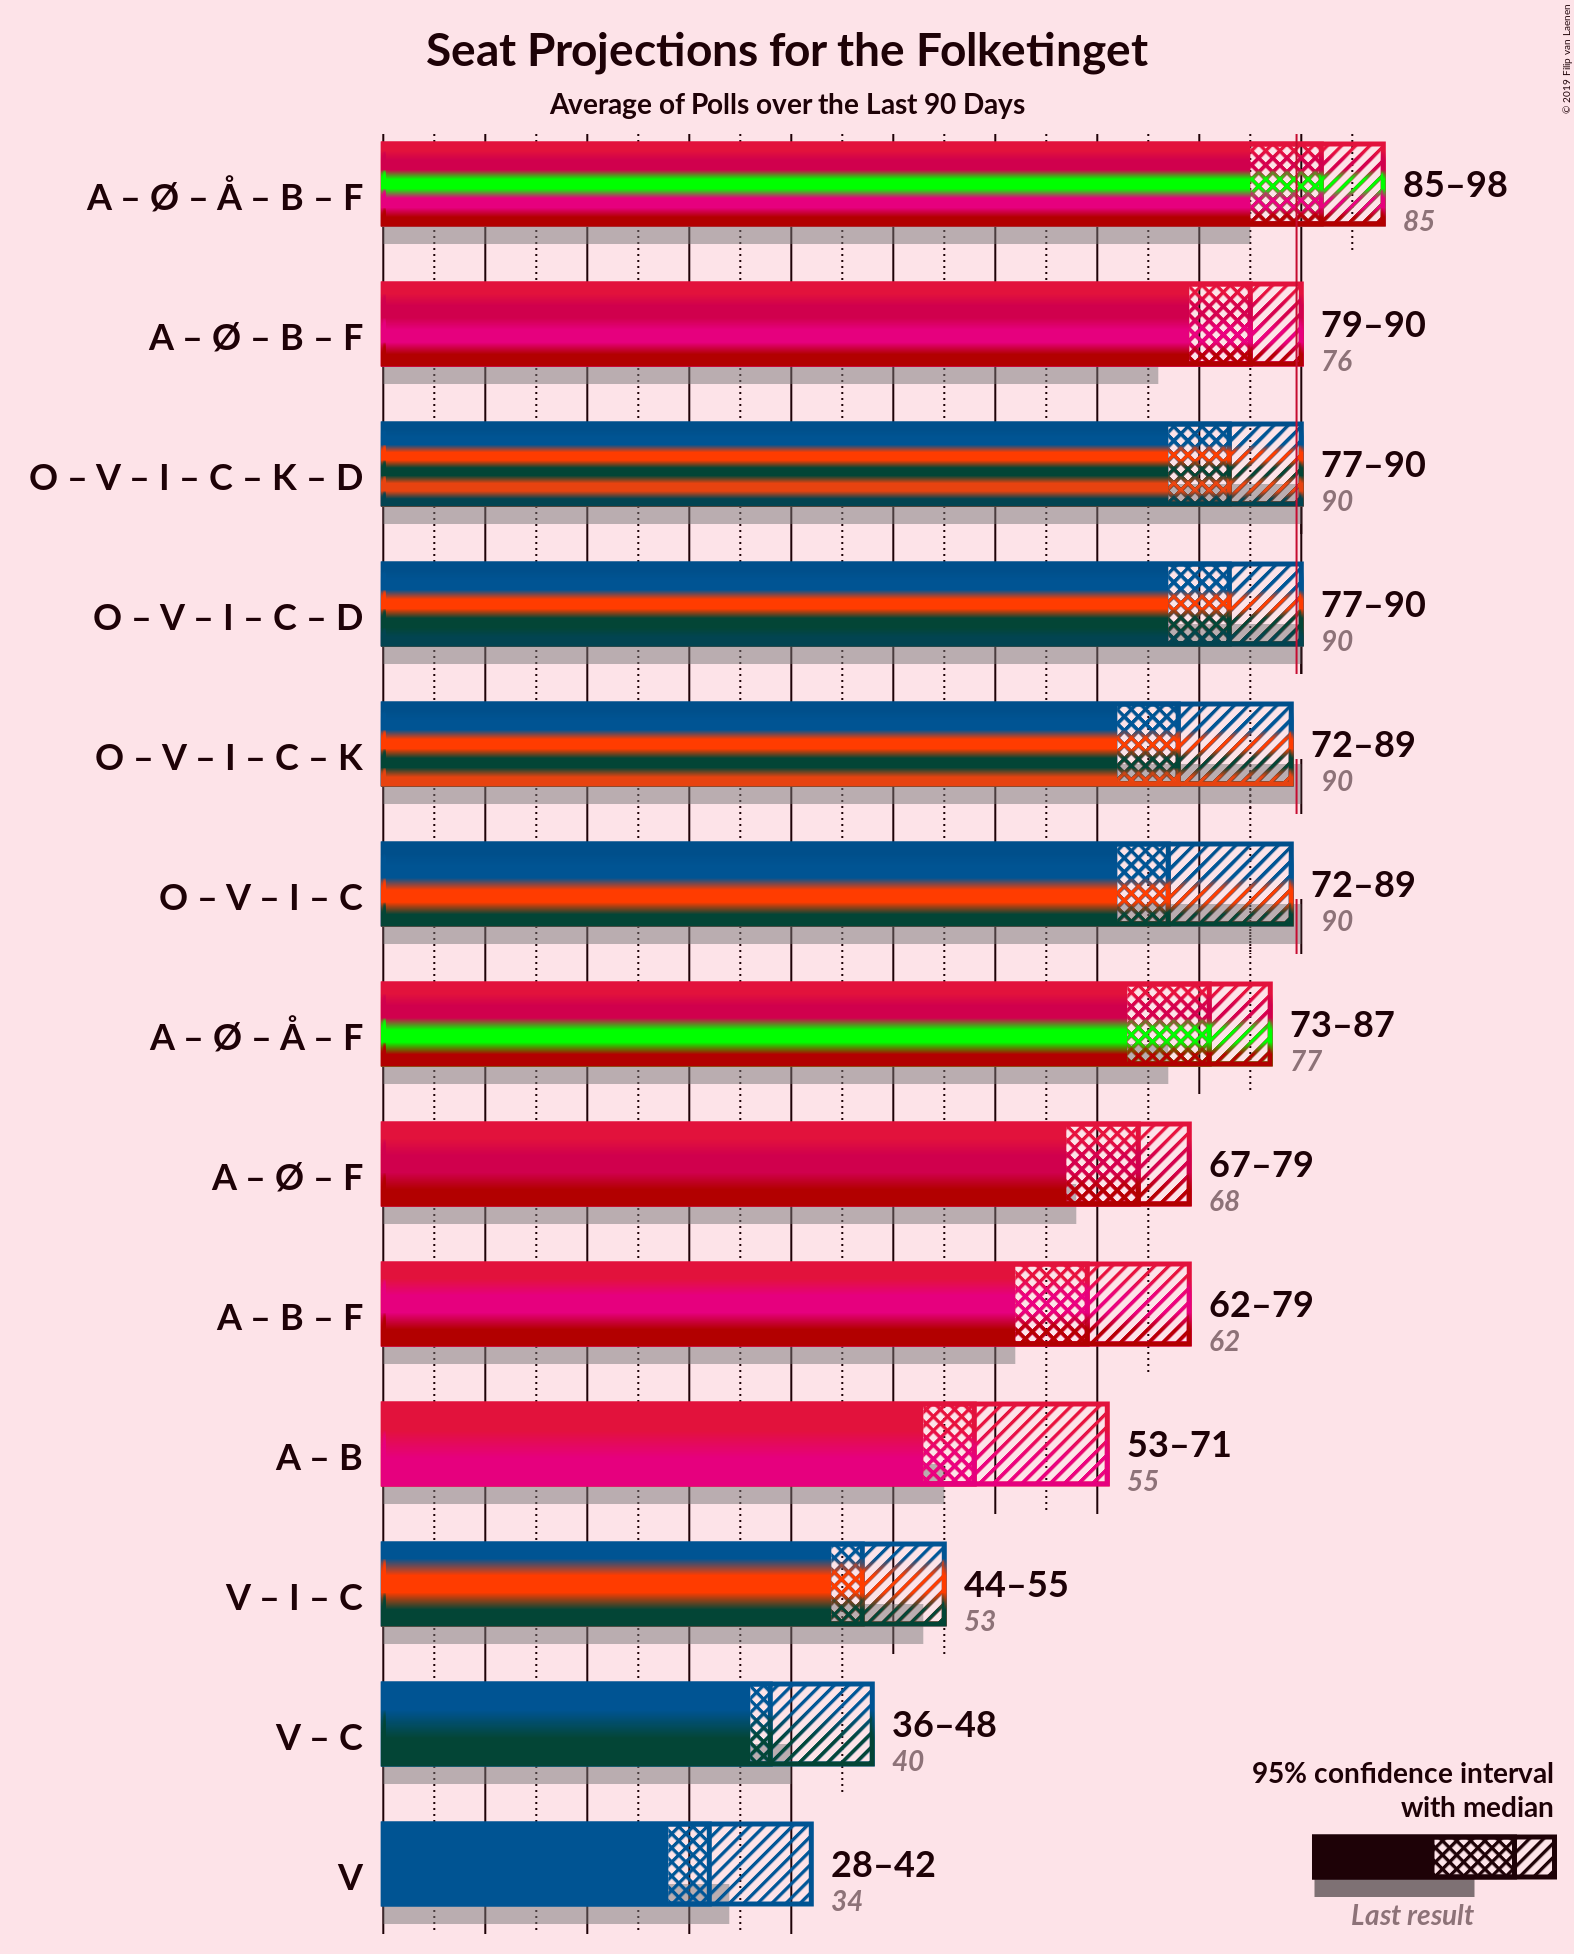 Seat Projections for the Folketinget
Average of Polls over the Last 90 Days
© 2019 Filip van Laenen
A – Ø – Å – B – F
85–98
85
A – Ø – B – F
79–90
76
O – V – I – C – K – D
77–90
90
O – V – I – C – D
77–90
90
O – V – I – C – K
72–89
90
O – V – I – C
72–89
90
A – Ø – Å – F
73–87
77
A – Ø – F
67–79
68
A – B – F
62–79
62
A – B
53–71
55
V – I – C
44–55
53
V – C
36–48
40
V
28–42
34
95% confidence interval
with median
Last result